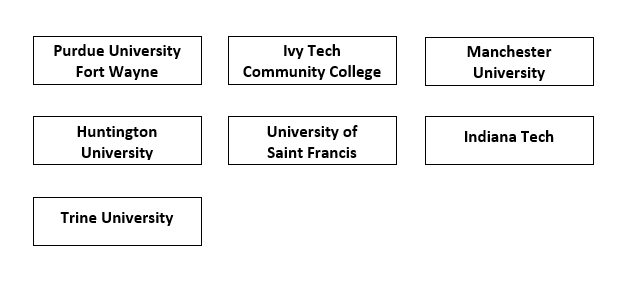 Purdue University
Fort Wayne
Ivy Tech
Community College
Manchester
University
Huntington
University
University of
Saint Francis
Indiana Tech
Trine University